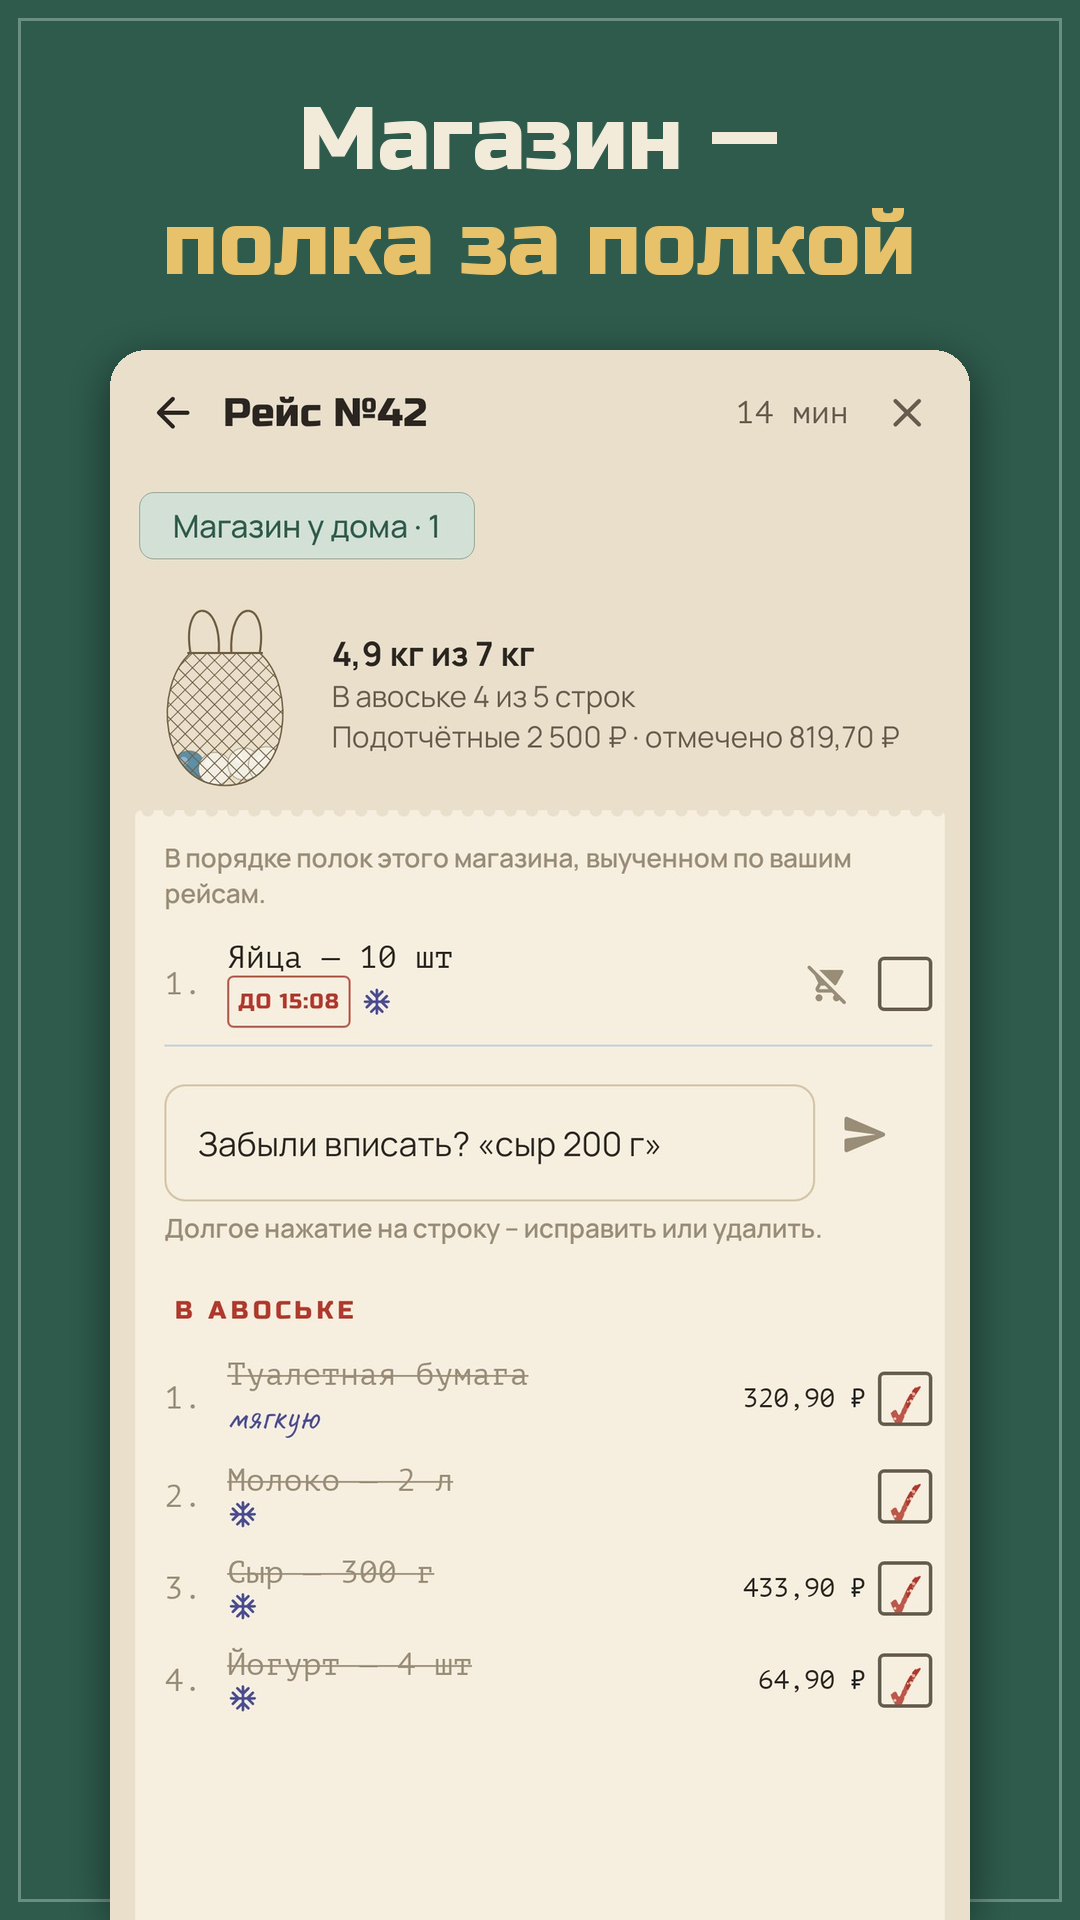 Магазин —
полка за полкой
Рейс №42
14 мин
Магазин у дома · 1
4,9 кг из 7 кг
В авоське 4 из 5 строк
Подотчётные 2 500 ₽ · отмечено 819,70 ₽
В порядке полок этого магазина, выученном по вашим
рейсам.
1. Яйца — 10 шт
ДО 15:08
Забыли вписать? «сыр 200 г»
Долгое нажатие на строку – исправить или удалить.
В АВОСЬКЕ
1. Туалетная бумага 320,90 ₽
мягкую
2. Молоко — 2 л
3. Сыр — 300 г 433,90 ₽
4. Йогурт — 4 шт 64,90 ₽